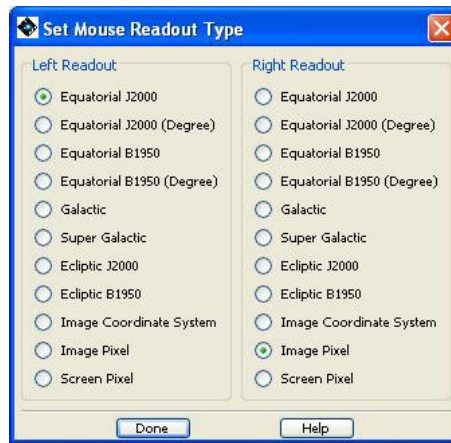 Set Mouse Readout Type
Left Readout
Equatorial J2000
Equatorial J2000 (Degree)
Equatorial B1950
Equatorial B1950 (Degree)
Galactic
Super Galactic
Ecliptic J2000
Ecliptic B1950
Image Coordinate System
Image Pixel
Screen Pixel
Right Readout
Equatorial J2000
Equatorial J2000 (Degree)
Equatorial B1950
Equatorial B1950 (Degree)
Galactic
Super Galactic
Ecliptic J2000
Ecliptic B1950
Image Coordinate System
Image Pixel
Screen Pixel
Done
Help